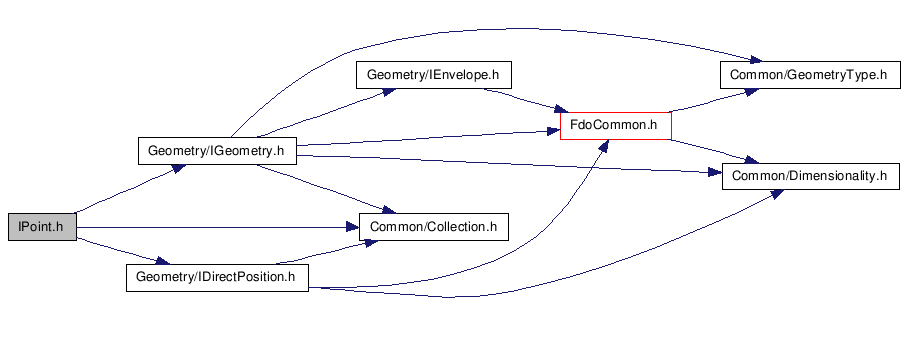 Geometry/IEnvelope.h
Common/GeometryType.h
FdoCommon.h
Geometry/IGeometry.h
Common/Dimensionality.h
IPoint.h
Common/Collection.h
Geometry/IDirectPosition.h